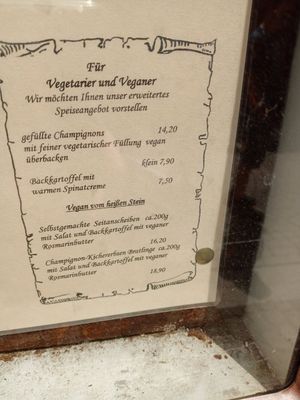 Für
Vegetarier und Veganer
Wir möchten Ihnen unser erweitertes
Speiseangebot vorstellen
gefüllte Champignons 14,20
mit feiner vegetarischer Füllung vegan
überbacken
klein 7,90
Backkartoffel mit
warmen Spinatcreme 7,50
Vegan vom heißen Stein
Selbstgemachte Seitanscheiben ca.200g
mit Salat und Backkartoffel mit veganer
Rosmarinbutter 16,20
Champignon-Kichererbsen Bratlinge ca.200g
mit Salat und Backkartoffel mit veganer
Rosmarinbutter 18,90